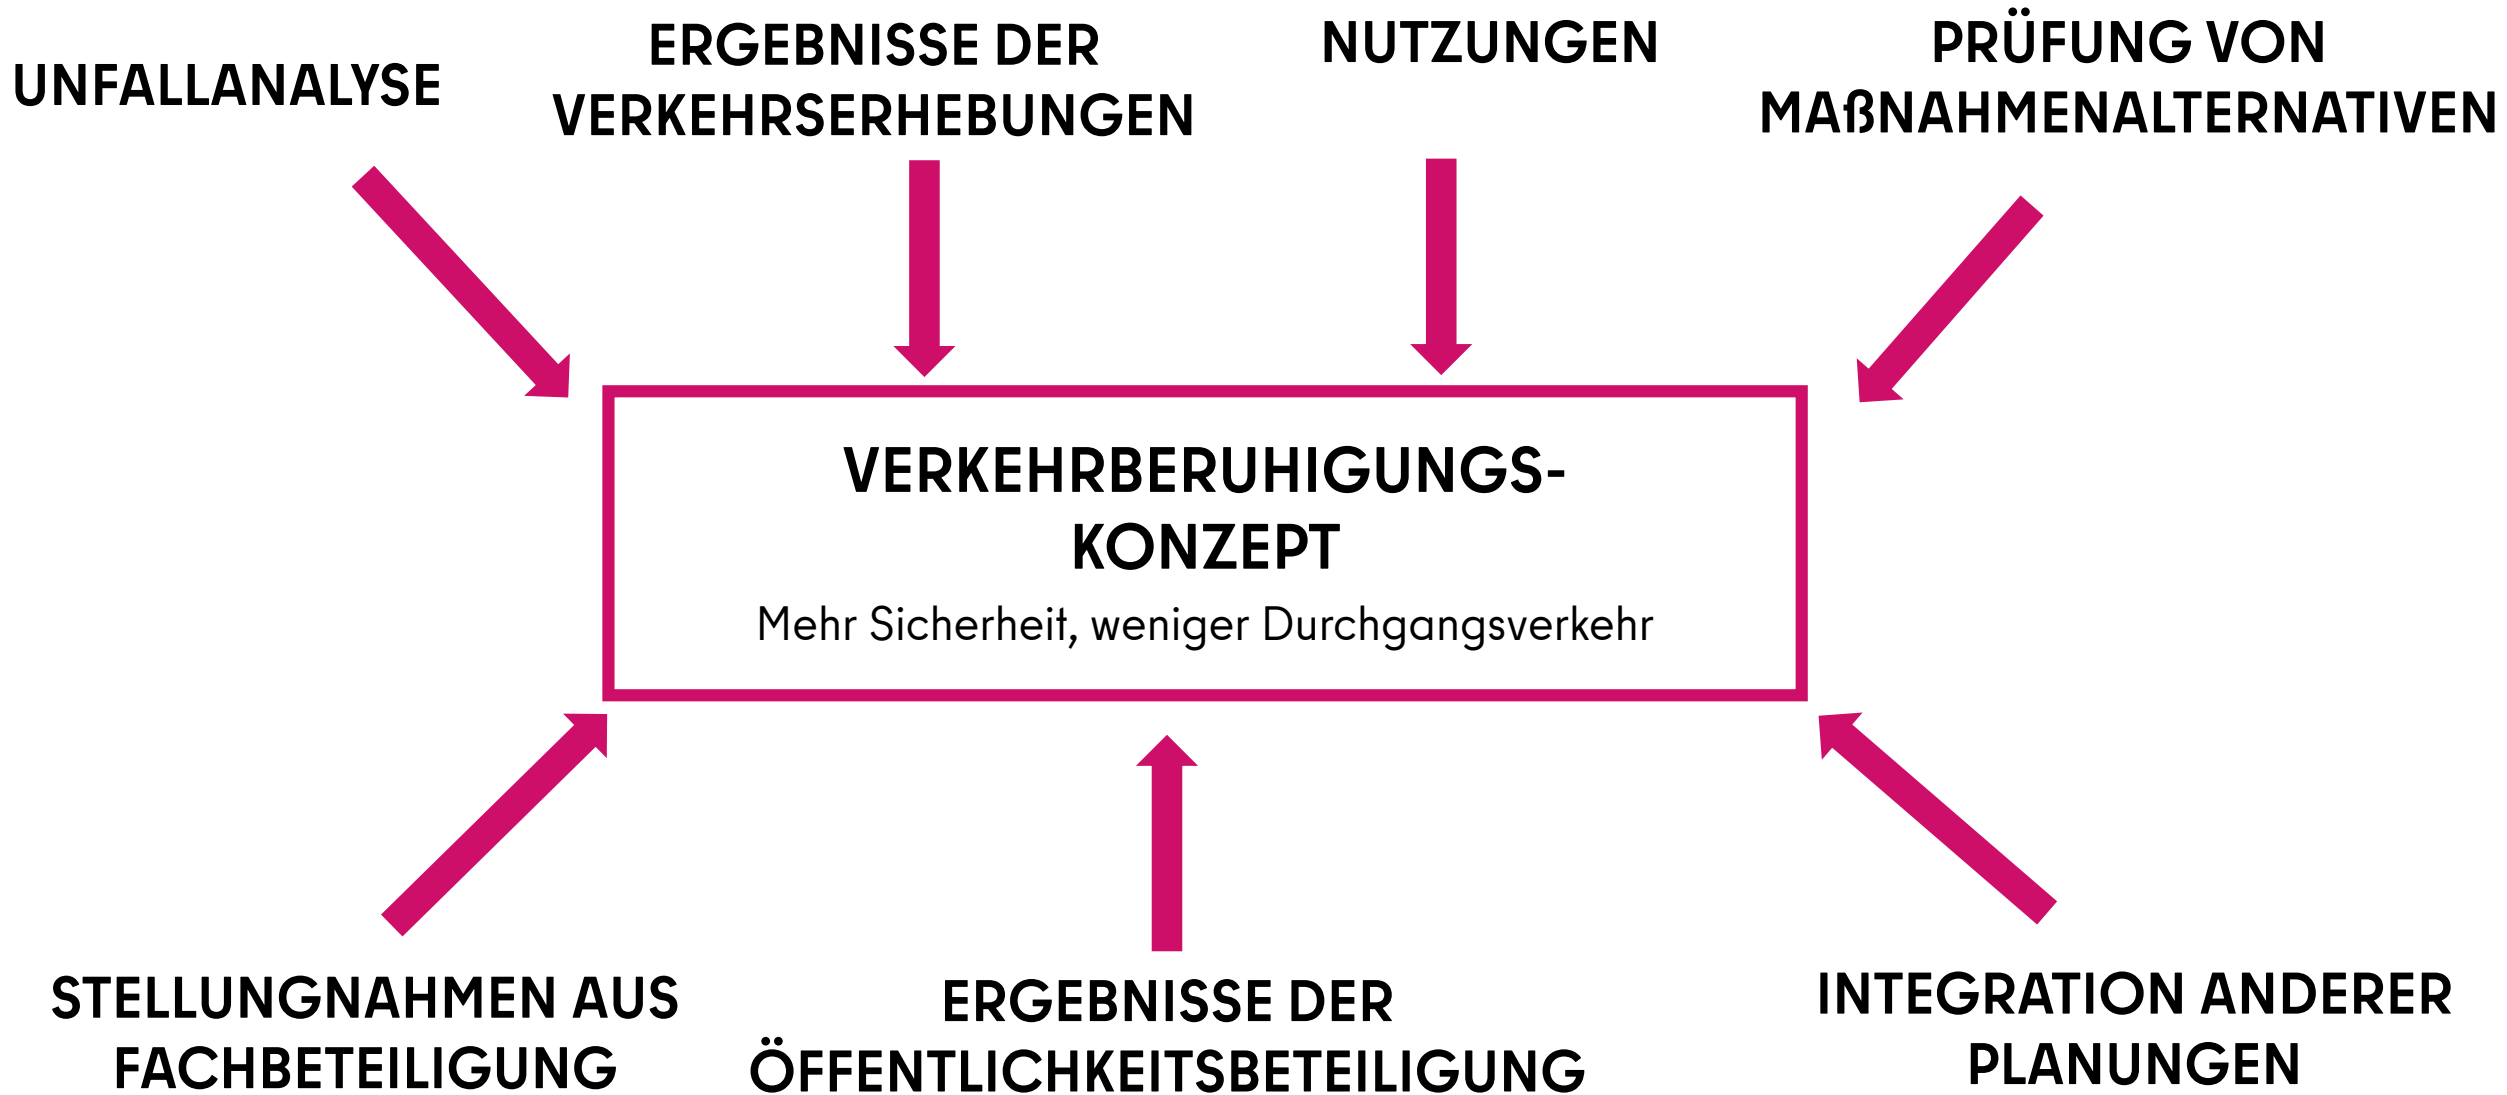 UNFALLANALYSE
ERGEBNISSE DER
VERKEHRSERHEBUNGEN
NUTZUNGEN
PRÜFUNG VON
MAßNAHMENALTERNATIVEN
VERKEHRBERUHIGUNGS-
KONZEPT
Mehr Sicherheit, weniger Durchgangsverkehr
STELLUNGNAHMEN AUS
FACHBETEILIGUNG
ERGEBNISSE DER
ÖFFENTLICHKEITSBETEILIGUNG
INTEGRATION ANDERER
PLANUNGEN